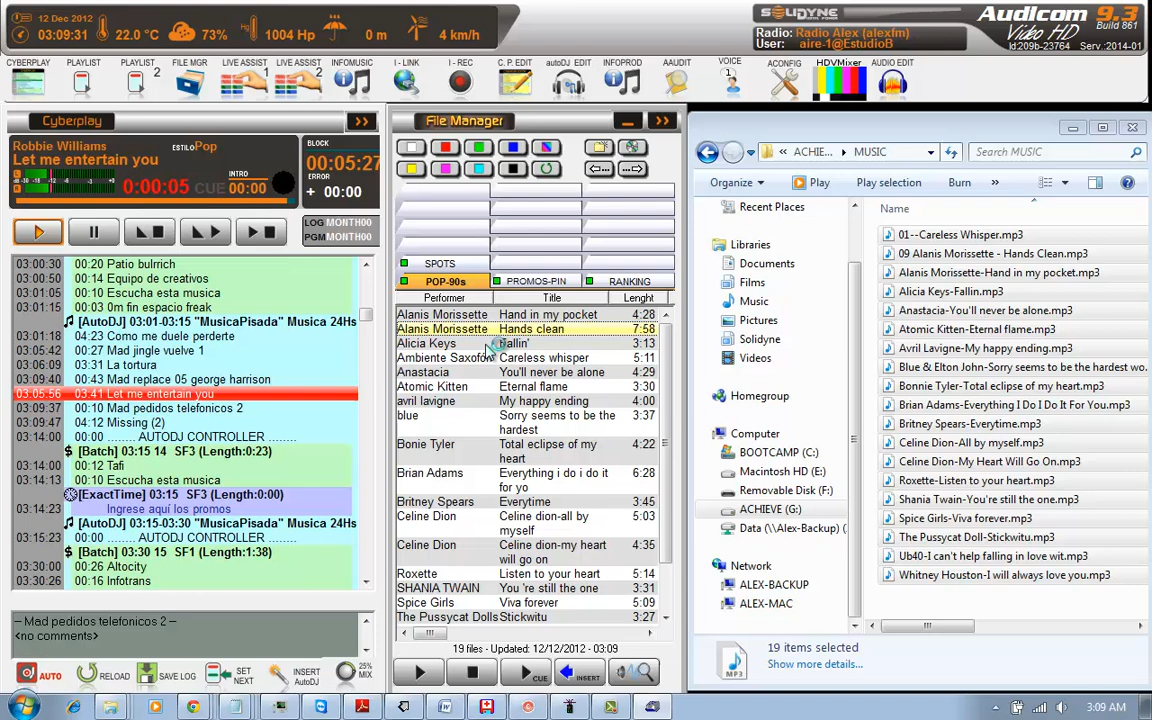 12 Dec 2012
03:09:31
22.0 °C
73%
1004 Hp
0 m
4 km/h
SOLIDYNE
Radio: Radio Alex (alexfm)
User: aire-1@EstudioB
AudiCom 9.3
Video HD
Build 861
Id:209b-23764 Serv.:2014-01
CYBERPLAY
PLAYLIST
PLAYLIST 2
FILE MGR
LIVE ASSIST 1
LIVE ASSIST 2
INFOMUSIC
I - LINK
I - REC
C. P. EDIT
autoDJ EDIT
INFOPROD
AAUDIT
VOICE
ACONFIG
HDVMixer
AUDIO EDIT
Cyberplay
Robbie Williams
ESTILO Pop
Let me entertain you
0:00:05
CUE
INTRO
00:00
BLOCK
00:05:27
ERROR
+ 00:00
LOG MONTH00
PGM MONTH00
03:00:30 00:20 Patio bulrrich
03:00:50 00:14 Equipo de creativos
03:01:05 00:10 Escucha esta musica
03:01:15 00:03 0m fin espacio freak
[AutoDJ] 03:01-03:15 "MusicaPisada" Musica 24Hs
03:01:18 04:23 Como me duele perderte
03:05:42 00:07 Mad jingle vuelve 1
03:06:38 03:31 La tortura
03:05:52 00:43 Mad replace 05 george harrison
03:05:56 03:41 Let me entertain you
03:09:37 00:10 Mad pedidos telefonicos 2
03:09:47 04:12 Missing (2)
03:14:00 00:00 ........ AUTODJ CONTROLLER ........
$ [Batch] 03:15 14 SF3 (Length:0:23)
03:14:00 00:12 Tafi
03:14:13 00:10 Escucha esta musica
[ExactTime] 03:15 SF3 (Length:0:00)
03:14:23 Ingrese aquí los promos
[AutoDJ] 03:15-03:30 "MusicaPisada" Musica 24Hs
03:15:23 00:00 ........ AUTODJ CONTROLLER ........
$ [Batch] 03:30 15 SF1 (Length:1:38)
03:30:00 00:26 Altocity
03:30:26 00:16 Infotrans
-- Mad pedidos telefonicos 2 --
<no comments>
AUTO
RELOAD
SAVE LOG
SET NEXT
INSERT AutoDJ
25% MIX
File Manager
SPOTS
POP-90s
PROMOS-PIN
RANKING
Performer Title Lenght
Alanis Morissette Hand in my pocket 4:28
Alanis Morissette Hands clean 7:58
Alicia Keys Fallin' 3:13
Ambiente Saxofon Careless whisper 5:11
Anastacia You'll never be alone 4:29
Atomic Kitten Eternal flame 3:30
avril lavigne My happy ending 4:00
blue Sorry seems to be the 3:37
hardest
Bonie Tyler Total eclipse of my 4:22
heart
Brian Adams Everything i do i do it 6:28
for yo
Britney Spears Everytime 3:45
Celine Dion Celine dion-all by 5:03
myself
Celine Dion Celine dion-my heart 4:35
will go on
Roxette Listen to your heart 5:14
SHANIA TWAIN You 're still the one 3:31
Spice Girls Viva forever 5:09
The Pussycat Dolls Stickwitu 3:27
19 files - Updated: 12/12/2012 - 03:09
CUE
INSERT
ACHIE... MUSIC
Search MUSIC
Organize
Play
Play selection
Burn
»
Recent Places
Libraries
Documents
Films
Music
Pictures
Solidyne
Videos
Homegroup
Computer
BOOTCAMP (C:)
Macintosh HD (E:)
Removable Disk (F:)
ACHIEVE (G:)
Data (\\Alex-Backup)
Network
ALEX-BACKUP
ALEX-MAC
Name
01--Careless Whisper.mp3
09 Alanis Morissette - Hands Clean.mp3
Alanis Morissette-Hand in my pocket.mp3
Alicia Keys-Fallin.mp3
Anastacia-You'll never be alone.mp3
Atomic Kitten-Eternal flame.mp3
Avril Lavigne-My happy ending.mp3
Blue & Elton John-Sorry seems to be the hard
Bonnie Tyler-Total eclipse of my heart.mp3
Brian Adams-Everything I Do I Do It For You.mp3
Britney Spears-Everytime.mp3
Celine Dion-All by myself.mp3
Celine Dion-My Heart Will Go On.mp3
Roxette-Listen to your heart.mp3
Shania Twain-You're still the one.mp3
Spice Girls-Viva forever.mp3
The Pussycat Dolls-Stickwitu.mp3
Ub40-I can't help falling in love wit.mp3
Whitney Houston-I will always love you.mp3
19 items selected
Show more details...
MP3
3:09 AM